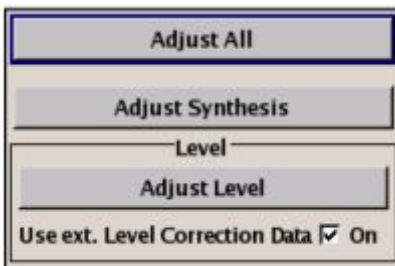 Adjust All
Adjust Synthesis
Level
Adjust Level
Use ext. Level Correction Data On